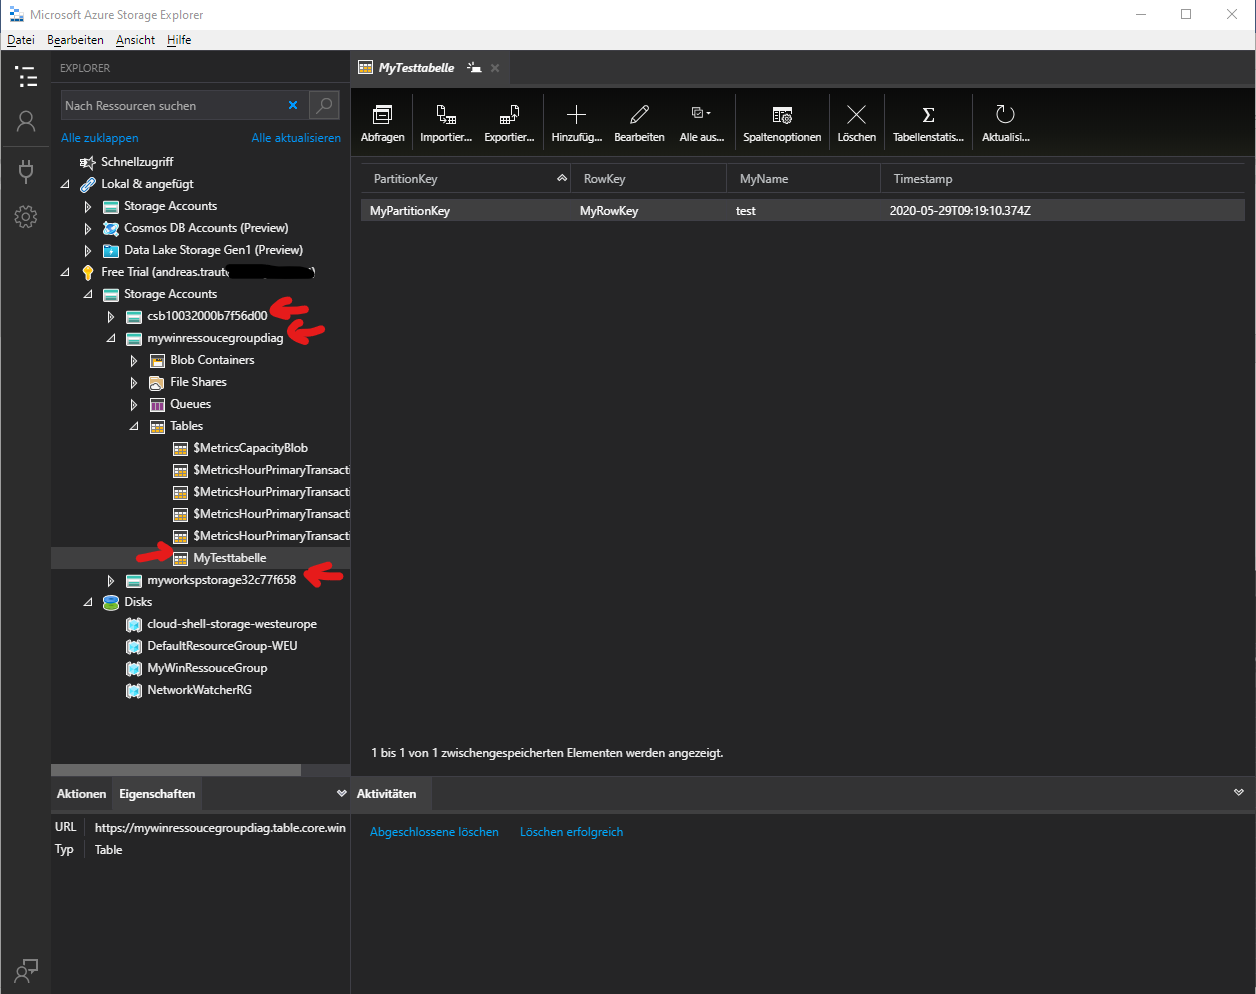 Microsoft Azure Storage Explorer
Datei Bearbeiten Ansicht Hilfe
EXPLORER
Nach Ressourcen suchen
Alle zuklappen Alle aktualisieren
Schnellzugriff
Lokal & angefügt
Storage Accounts
Cosmos DB Accounts (Preview)
Data Lake Storage Gen1 (Preview)
Free Trial (andreas.traut
Storage Accounts
csb10032000b7f56d00
mywinressoucegroupdiag
Blob Containers
File Shares
Queues
Tables
$MetricsCapacityBlob
$MetricsHourPrimaryTransacti
$MetricsHourPrimaryTransacti
$MetricsHourPrimaryTransacti
$MetricsHourPrimaryTransacti
MyTesttabelle
myworkspstorage32c77f658
Disks
cloud-shell-storage-westeurope
DefaultResourceGroup-WEU
MyWinRessouceGroup
NetworkWatcherRG
Aktionen Eigenschaften
URL https://mywinressoucegroupdiag.table.core.win
Typ Table
MyTesttabelle
Abfragen Importier... Exportier... Hinzufüg... Bearbeiten Alle aus... Spaltenoptionen Löschen Tabellenstatis... Aktualisi...
PartitionKey RowKey MyName Timestamp
MyPartitionKey MyRowKey test 2020-05-29T09:19:10.374Z
1 bis 1 von 1 zwischengespeicherten Elementen werden angezeigt.
Aktivitäten
Abgeschlossene löschen Löschen erfolgreich